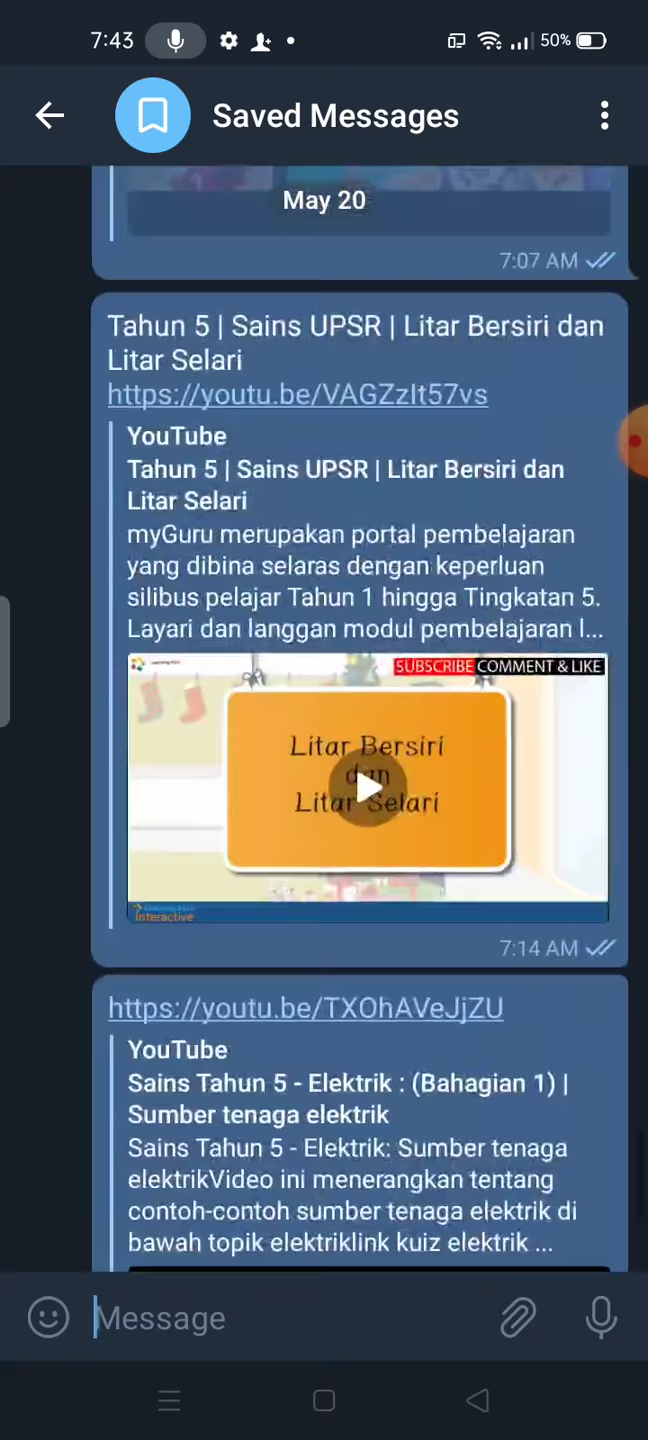 7:43
50%
Saved Messages
May 20
7:07 AM
Tahun 5 | Sains UPSR | Litar Bersiri dan
Litar Selari
https://youtu.be/VAGZzIt57vs
YouTube
Tahun 5 | Sains UPSR | Litar Bersiri dan
Litar Selari
myGuru merupakan portal pembelajaran
yang dibina selaras dengan keperluan
silibus pelajar Tahun 1 hingga Tingkatan 5.
Layari dan langgan modul pembelajaran l...
SUBSCRIBE COMMENT & LIKE
Litar Bersiri
dan
Litar Selari
Interactive
7:14 AM
https://youtu.be/TXOhAVeJjZU
YouTube
Sains Tahun 5 - Elektrik : (Bahagian 1) |
Sumber tenaga elektrik
Sains Tahun 5 - Elektrik: Sumber tenaga
elektrikVideo ini menerangkan tentang
contoh-contoh sumber tenaga elektrik di
bawah topik elektriklink kuiz elektrik ...
Message